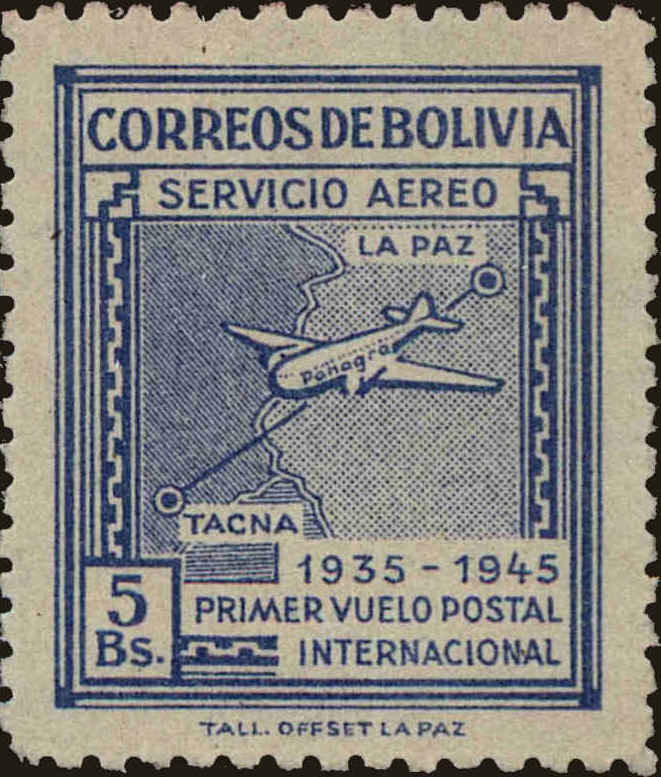 CORREOS DE BOLIVIA
SERVICIO AEREO
LA PAZ
Panagra
TACNA
1935 - 1945
5
PRIMER VUELO POSTAL
Bs.
INTERNACIONAL
TALL. OFFSET LA PAZ